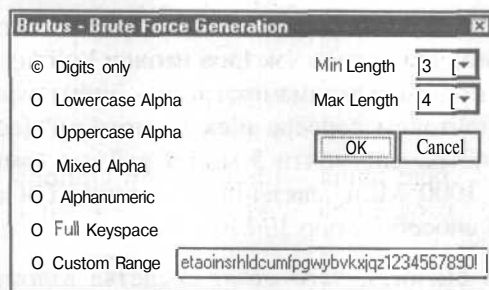 Brutus - Brute Force Generation
© Digits only
Min Length 3
O Lowercase Alpha
Max Length 4
O Uppercase Alpha
OK Cancel
O Mixed Alpha
O Alphanumeric
O Full Keyspace
O Custom Range etaoinsrhldcumfpgwybvkxjqz1234567890!